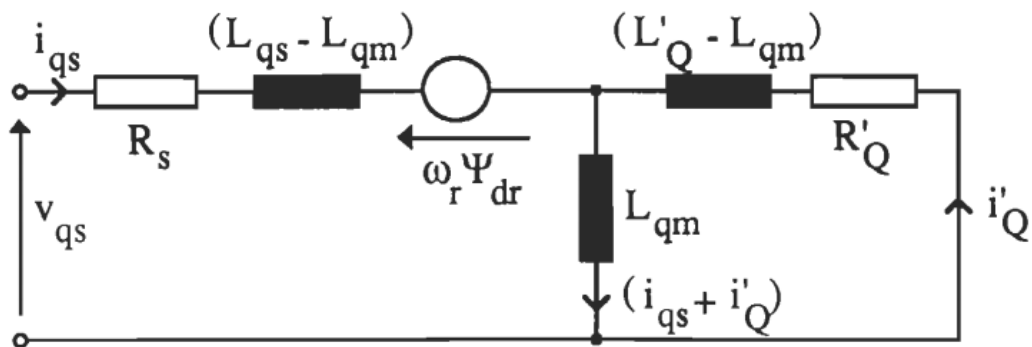 i_qs
(L_qs - L_qm)
(L'_Q - L_qm)
R_s
ω_r Ψ_dr
R'_Q
v_qs
L_qm
i'_Q
(i_qs + i'_Q)